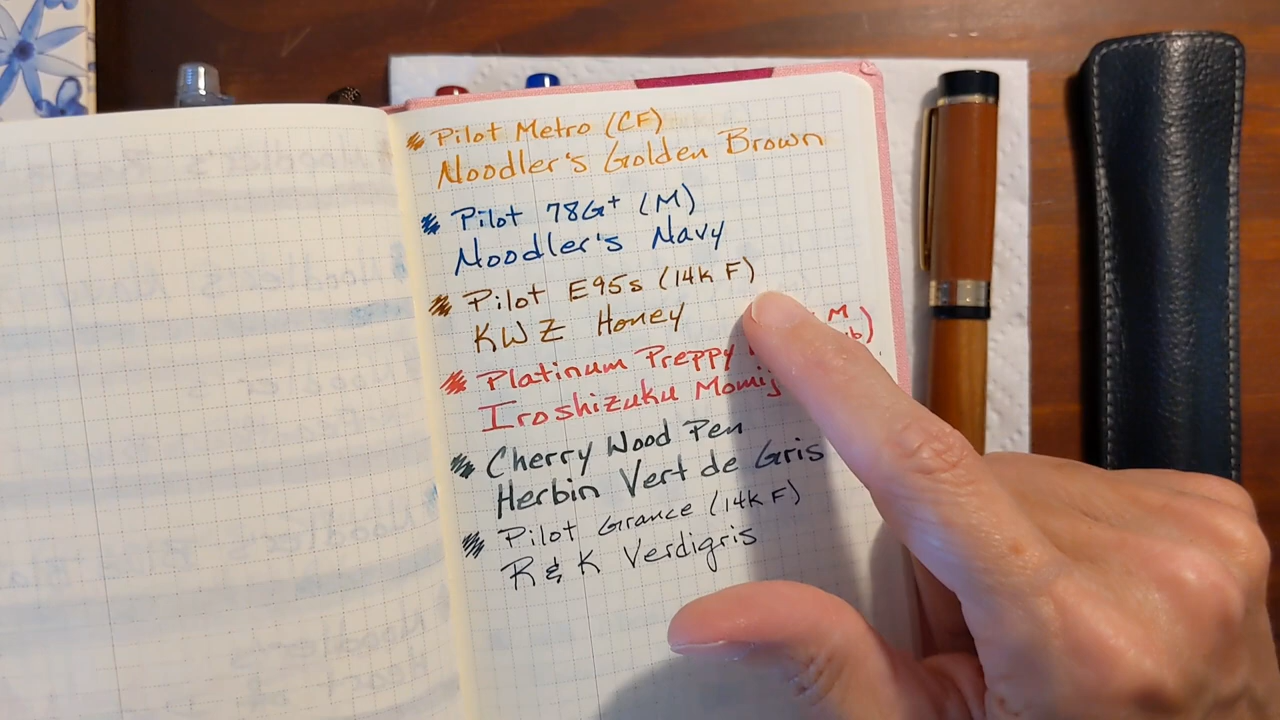 Pilot Metro (CF)
Noodler's Golden Brown
Pilot 78G+ (M)
Noodler's Navy
Pilot E95s (14k F)
KWZ Honey
Platinum Preppy (M
Iroshizuku
Cherry Wood Pen
Herbin Vert de Gris
Pilot Grance (14k F)
R & K Verdigris